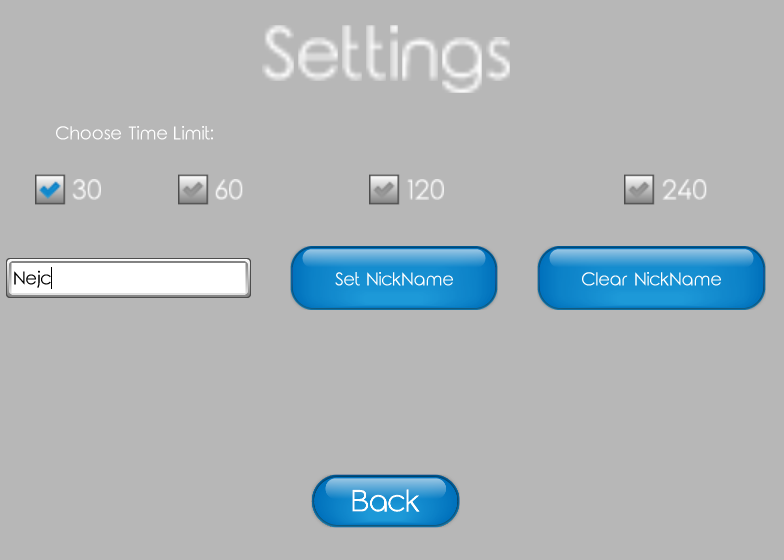 Settings
Choose Time Limit:
30 60 120 240
Nejc Set NickName Clear NickName
Back